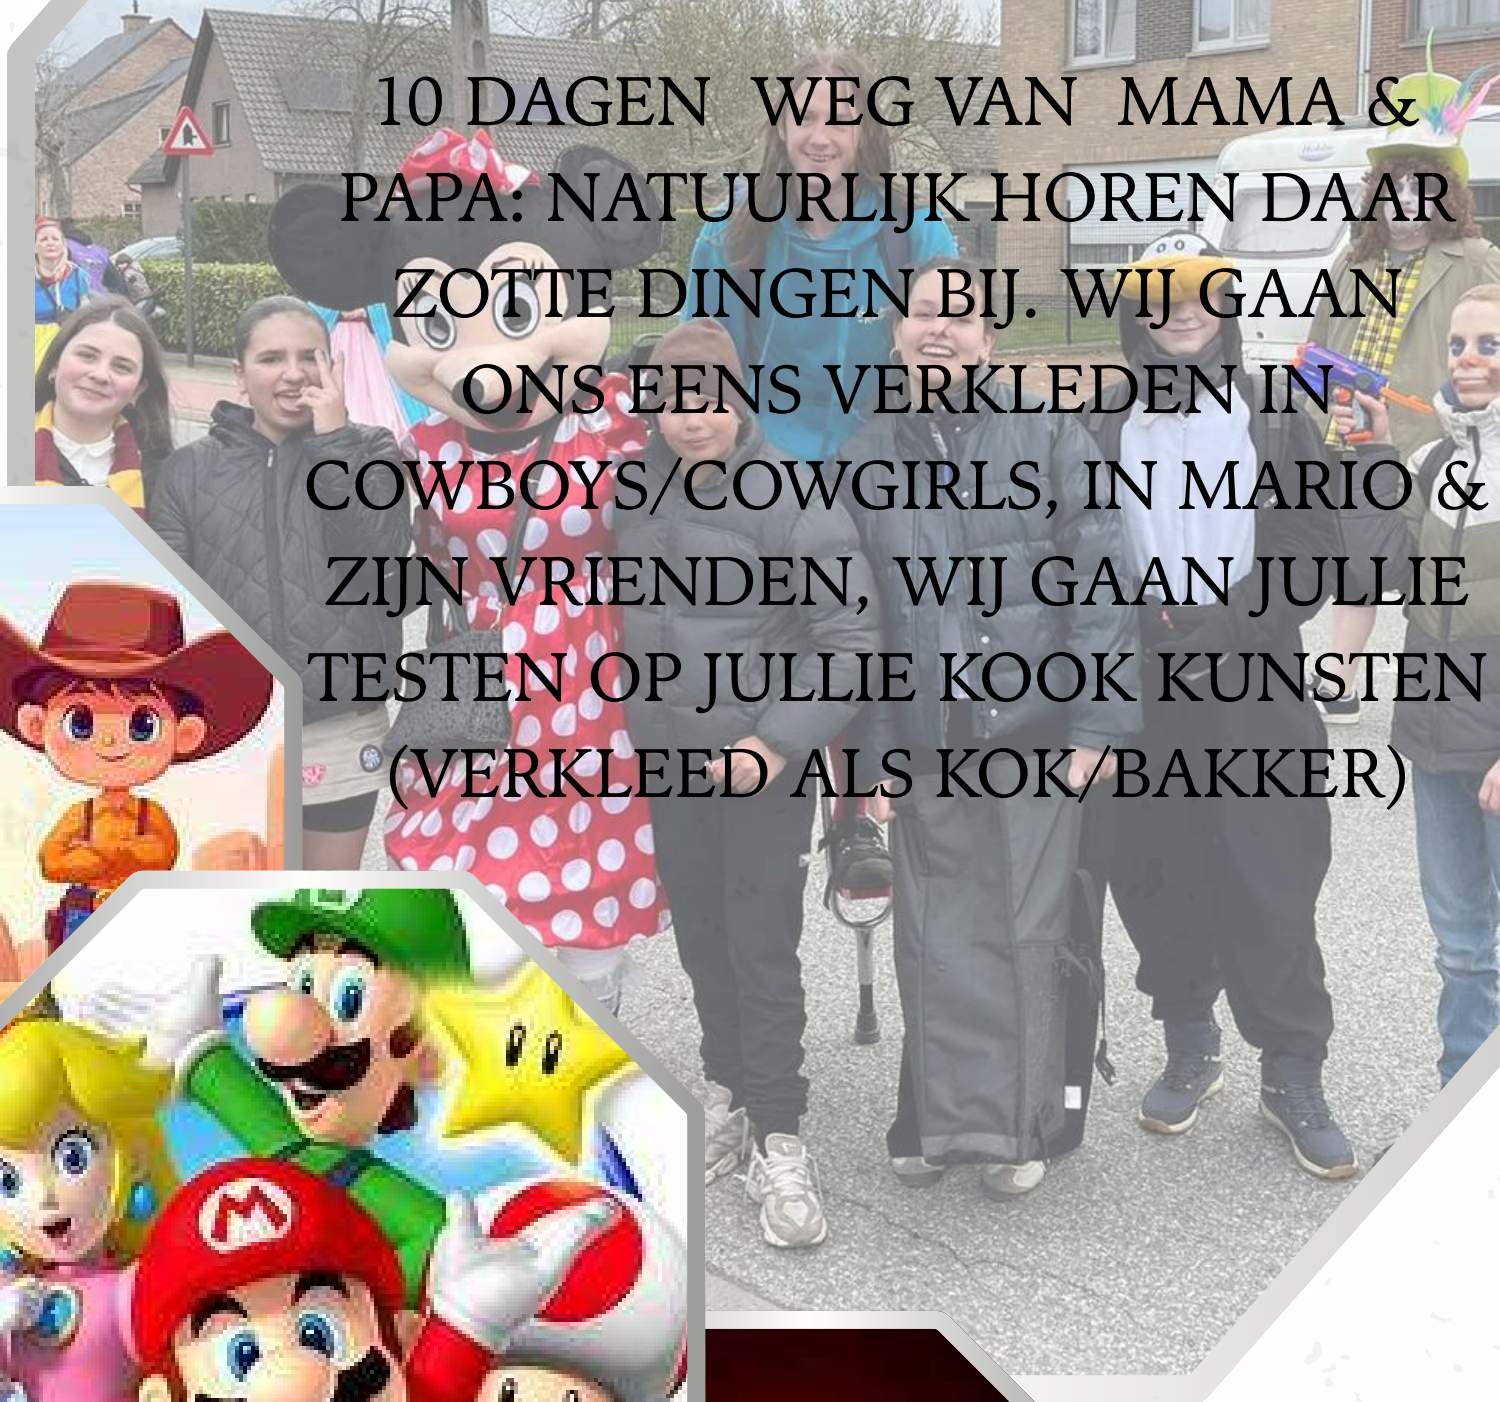 10 DAGEN WEG VAN MAMA &
PAPA: NATUURLIJK HOREN DAAR
ZOTTE DINGEN BIJ. WIJ GAAN
ONS EENS VERKLEDEN IN
COWBOYS/COWGIRLS, IN MARIO &
ZIJN VRIENDEN, WIJ GAAN JULLIE
TESTEN OP JULLIE KOOK KUNSTEN
(VERKLEED ALS KOK/BAKKER)
Hobby
M